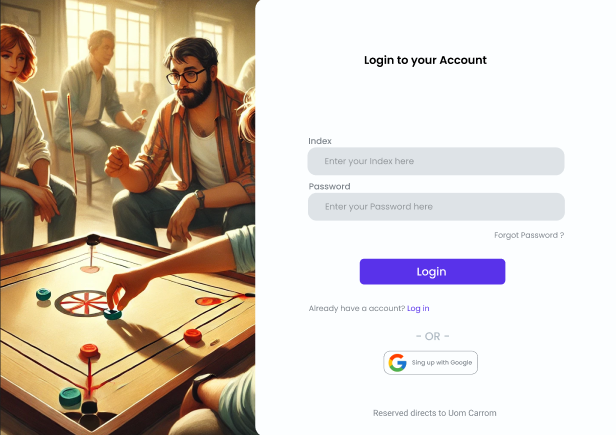 Login to your Account
Index
Enter your Index here
Password
Enter your Password here
Forgot Password ?
Login
Already have a account? Log in
- OR -
Sing up with Google
Reserved directs to Uom Carrom